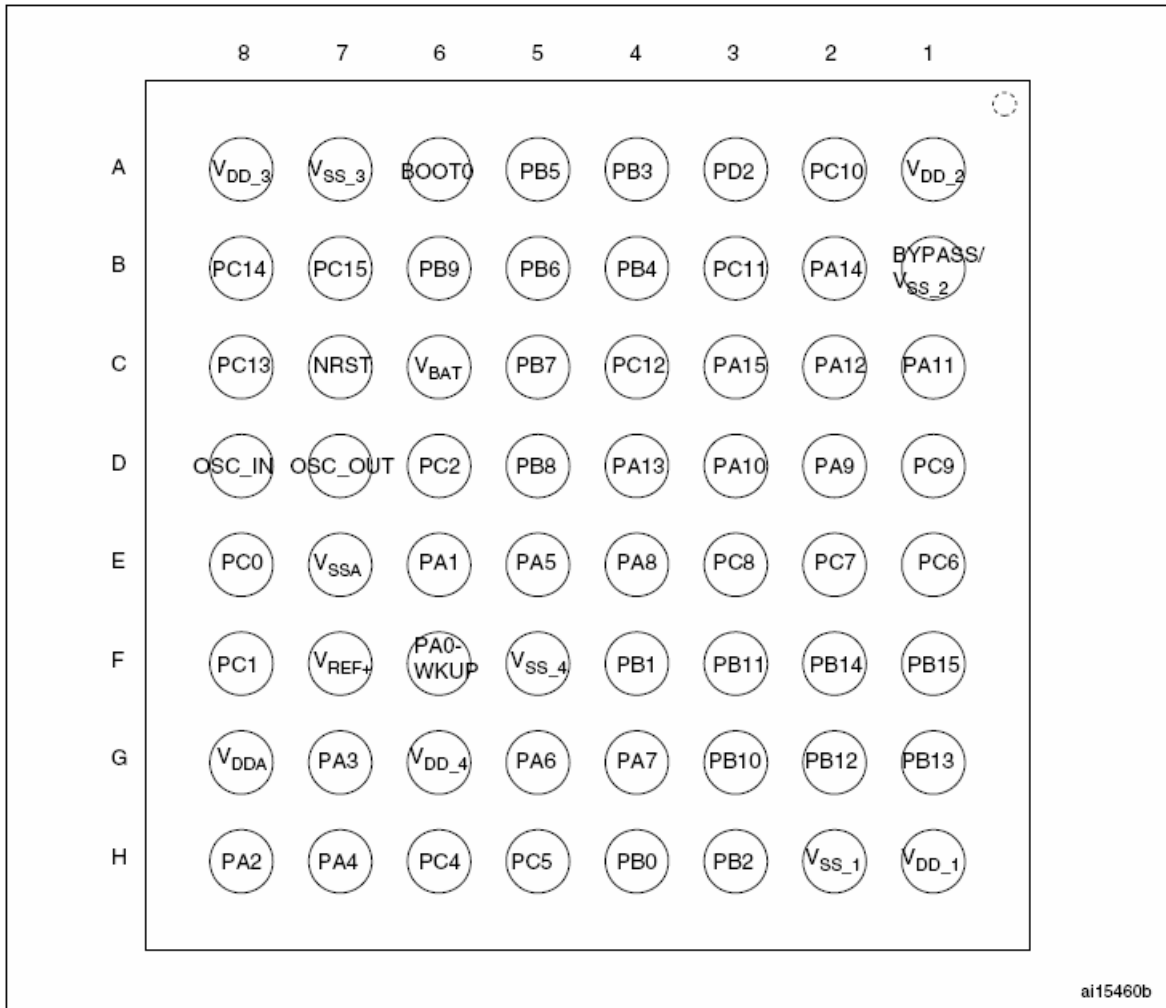 8 7 6 5 4 3 2 1
A V_DD_3 V_SS_3 BOOT0 PB5 PB3 PD2 PC10 V_DD_2
B PC14 PC15 PB9 PB6 PB4 PC11 PA14 BYPASS/ V_SS_2
C PC13 NRST V_BAT PB7 PC12 PA15 PA12 PA11
D OSC_IN OSC_OUT PC2 PB8 PA13 PA10 PA9 PC9
E PC0 V_SSA PA1 PA5 PA8 PC8 PC7 PC6
F PC1 V_REF+ PA0-WKUP V_SS_4 PB1 PB11 PB14 PB15
G V_DDA PA3 V_DD_4 PA6 PA7 PB10 PB12 PB13
H PA2 PA4 PC4 PC5 PB0 PB2 V_SS_1 V_DD_1
ai15460b